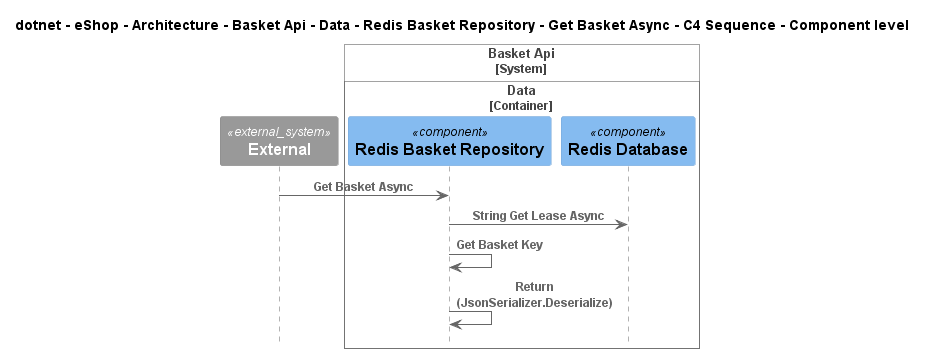 dotnet - eShop - Architecture - Basket Api - Data - Redis Basket Repository - Get Basket Async - C4 Sequence - Component level
Basket Api
[System]
Data
[Container]
«external_system»
External
«component»
Redis Basket Repository
«component»
Redis Database
Get Basket Async
String Get Lease Async
Get Basket Key
Return
(JsonSerializer.Deserialize)